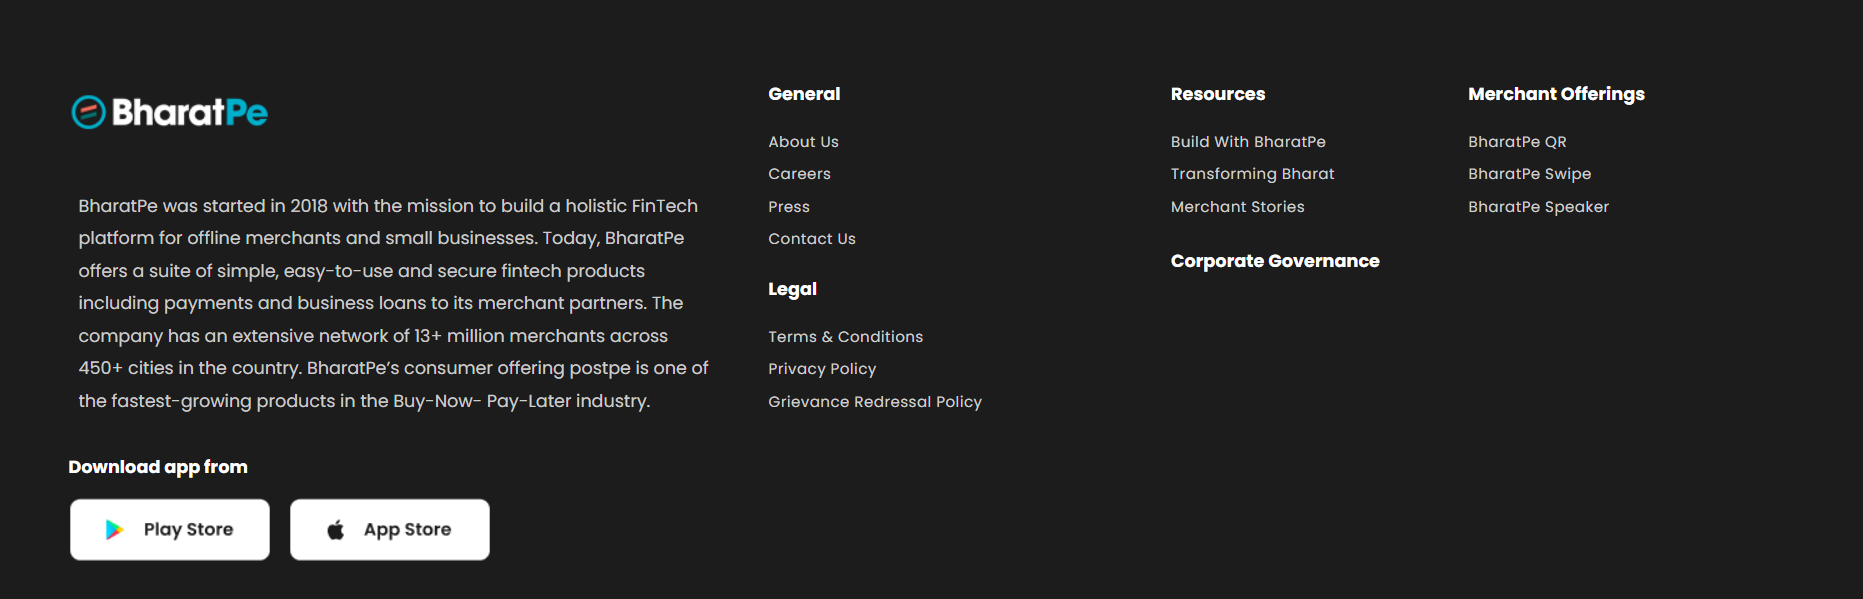 BharatPe
BharatPe was started in 2018 with the mission to build a holistic FinTech
platform for offline merchants and small businesses. Today, BharatPe
offers a suite of simple, easy-to-use and secure fintech products
including payments and business loans to its merchant partners. The
company has an extensive network of 13+ million merchants across
450+ cities in the country. BharatPe’s consumer offering postpe is one of
the fastest-growing products in the Buy-Now- Pay-Later industry.
Download app from
Play Store
App Store
General
About Us
Careers
Press
Contact Us
Legal
Terms & Conditions
Privacy Policy
Grievance Redressal Policy
Resources
Build With BharatPe
Transforming Bharat
Merchant Stories
Corporate Governance
Merchant Offerings
BharatPe QR
BharatPe Swipe
BharatPe Speaker